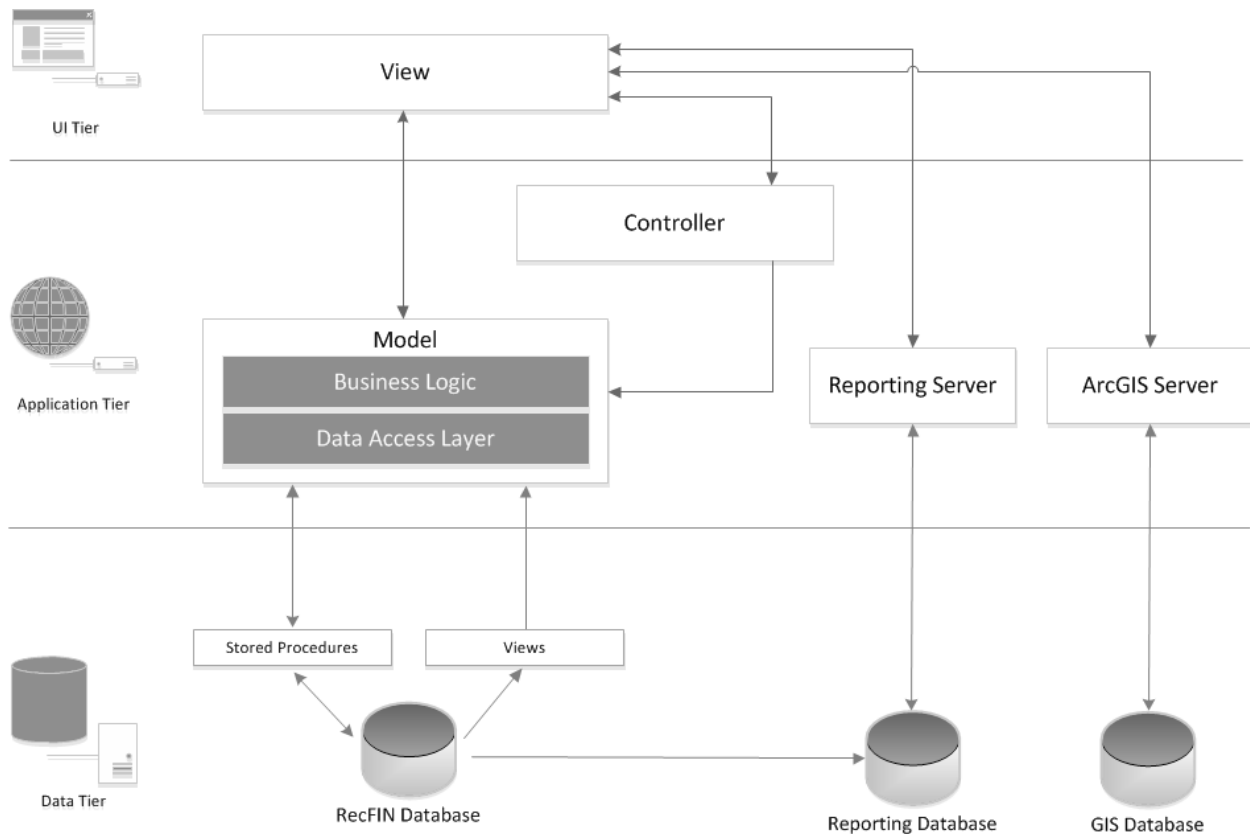 View
UI Tier
Controller
Model
Business Logic
Data Access Layer
Reporting Server
ArcGIS Server
Application Tier
Stored Procedures
Views
Data Tier
RecFIN Database
Reporting Database
GIS Database